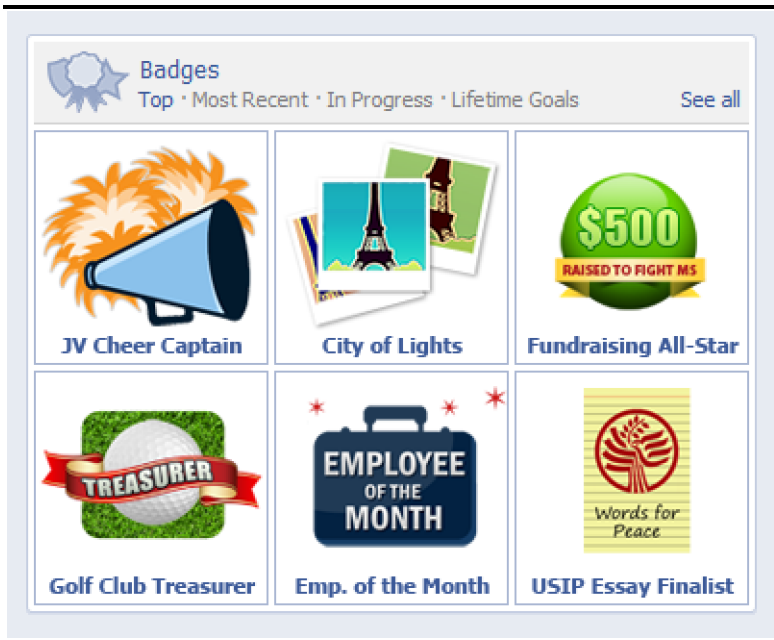 Badges
Top · Most Recent · In Progress · Lifetime Goals See all
$500
RAISED TO FIGHT MS
JV Cheer Captain City of Lights Fundraising All-Star
TREASURER
EMPLOYEE
OF THE
MONTH
Words for
Peace
Golf Club Treasurer Emp. of the Month USIP Essay Finalist